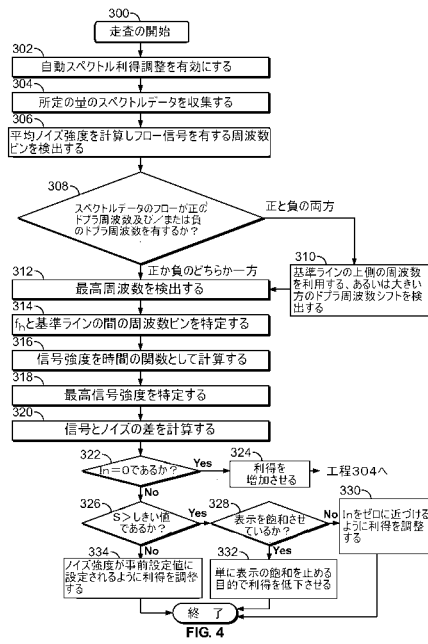 300
走査の開始
302
自動スペクトル利得調整を有効にする
304
所定の量のスペクトルデータを収集する
306
平均ノイズ強度を計算しフロー信号を有する周波数
ビンを検出する
308
スペクトルデータのフローが正の
ドプラ周波数及び/または負
のドプラ周波数を有するか?
正と負の両方
正か負のどちらか一方
310
基準ラインの上側の周波数
を利用する、あるいは大きい
方のドプラ周波数シフトを検
出する
312
最高周波数を検出する
314
fhと基準ラインの間の周波数ビンを特定する
316
信号強度を時間の関数として計算する
318
最高信号強度を特定する
320
信号とノイズの差を計算する
322
In=0であるか?
Yes
324
利得を
増加させる
工程304へ
No
326
S>しきい値
であるか?
Yes
328
表示を飽和させ
ているか?
No
330
Inをゼロに近づける
ように利得を調整
する
No
334
ノイズ強度が事前設定値に
設定されるように利得を調整
する
Yes
332
単に表示の飽和を止める
目的で利得を低下させる
終 了
FIG. 4